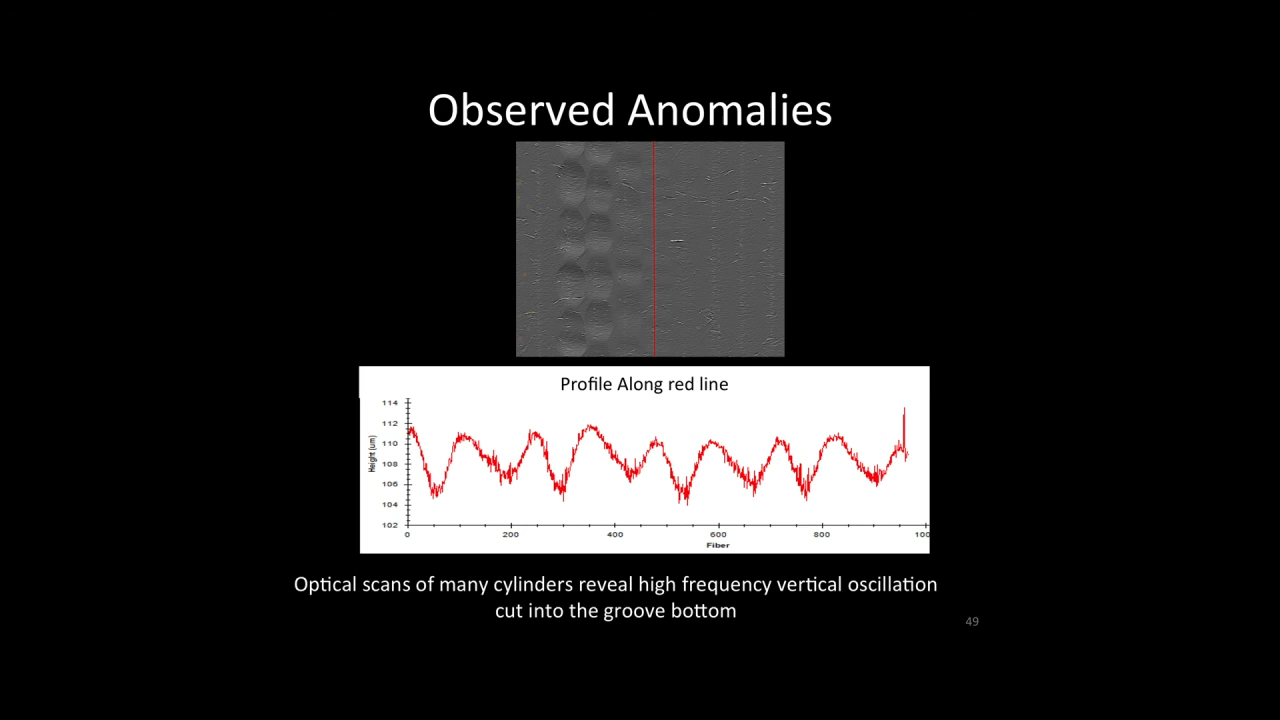 Observed Anomalies
Profile Along red line
114
112
110
108
106
104
102
Height (um)
0 200 400 600 800 100
Fiber
Optical scans of many cylinders reveal high frequency vertical oscillation
cut into the groove bottom
49